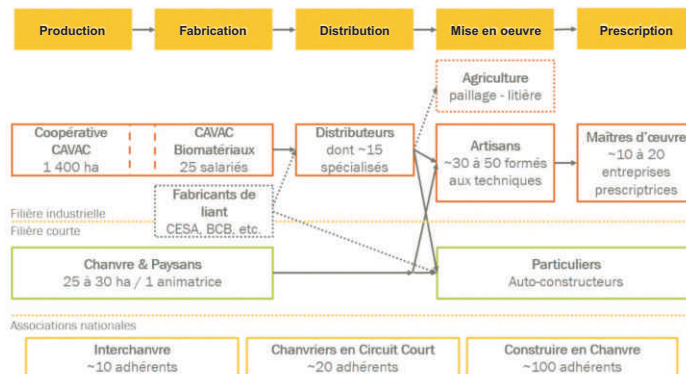 Production
Fabrication
Distribution
Mise en oeuvre
Prescription
Agriculture
paillage - litière
Coopérative
CAVAC
1 400 ha
CAVAC
Biomatériaux
25 salariés
Distributeurs
dont ~15
spécialisés
Artisans
~30 à 50 formés
aux techniques
Maîtres d'œuvre
~10 à 20
entreprises
prescriptrices
Fabricants de
liant
CESA, BCB, etc.
Filière industrielle
Filière courte
Chanvre & Paysans
25 à 30 ha / 1 animatrice
Particuliers
Auto-constructeurs
Associations nationales
Interchanvre
~10 adhérents
Chanvriers en Circuit Court
~20 adhérents
Construire en Chanvre
~100 adhérents